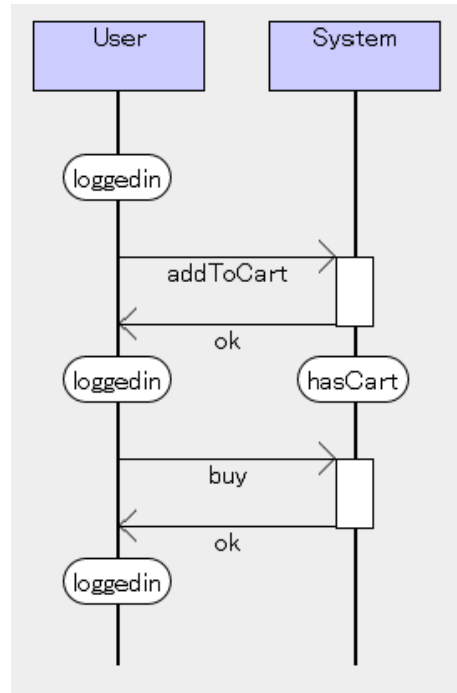 User
System
loggedin
addToCart
ok
loggedin
hasCart
buy
ok
loggedin